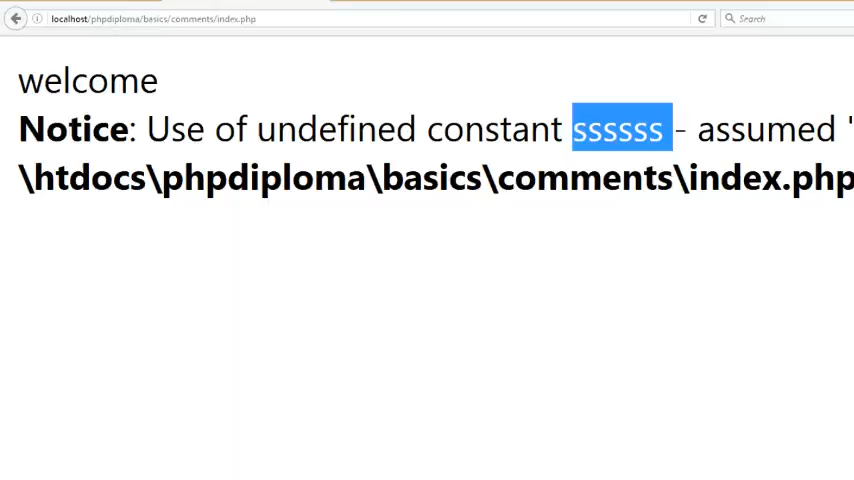 localhost/phpdiploma/basics/comments/index.php
Search
welcome
Notice: Use of undefined constant ssssss - assumed '
\htdocs\phpdiploma\basics\comments\index.php